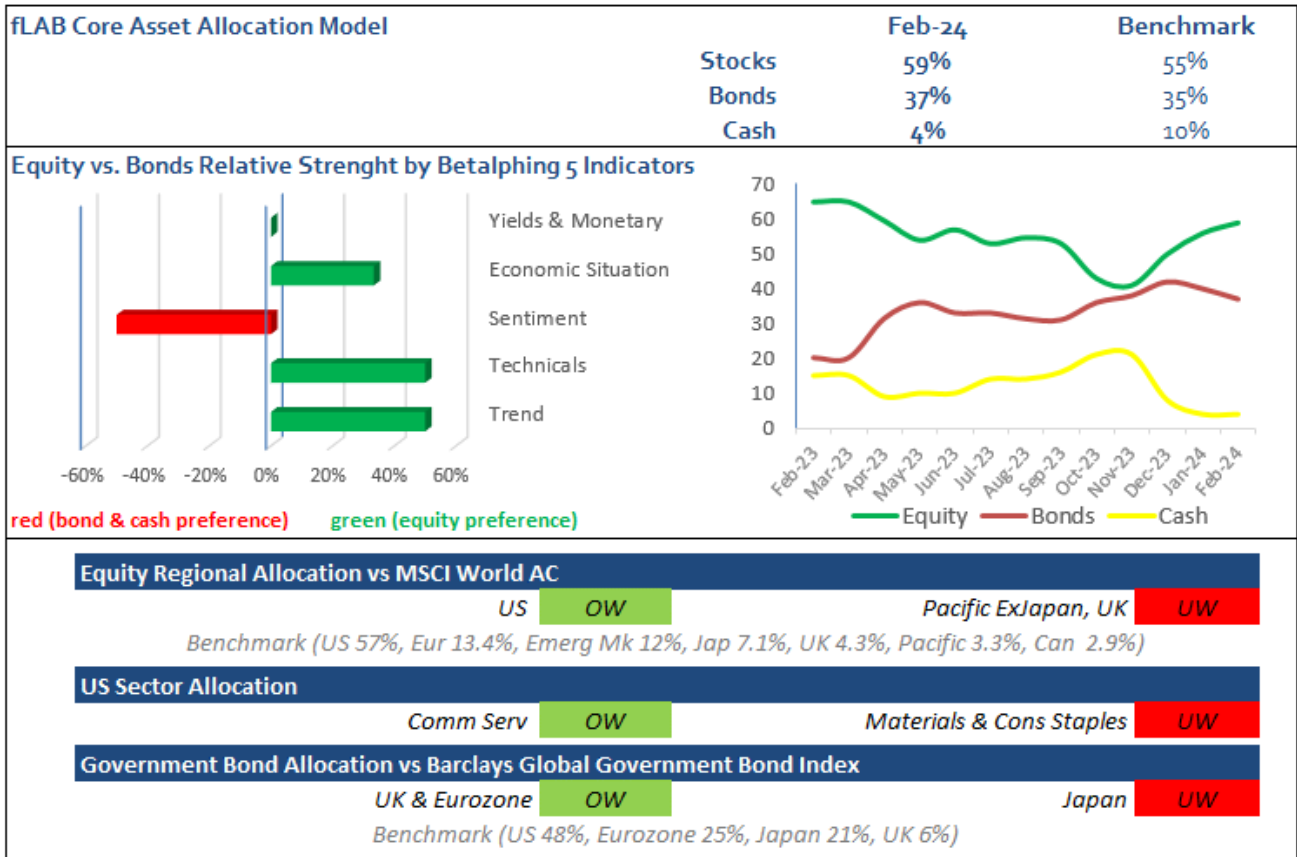 fLAB Core Asset Allocation Model Feb-24 Benchmark
Stocks 59% 55%
Bonds 37% 35%
Cash 4% 10%
Equity vs. Bonds Relative Strenght by Betalphing 5 Indicators
Yields & Monetary
Economic Situation
Sentiment
Technicals
Trend
-60% -40% -20% 0% 20% 40% 60%
red (bond & cash preference) green (equity preference)
70
60
50
40
30
20
10
0
Feb-23 Mar-23 Apr-23 May-23 Jun-23 Jul-23 Aug-23 Sep-23 Oct-23 Nov-23 Dec-23 Jan-24 Feb-24
Equity Bonds Cash
Equity Regional Allocation vs MSCI World AC
US OW Pacific ExJapan, UK UW
Benchmark (US 57%, Eur 13.4%, Emerg Mk 12%, Jap 7.1%, UK 4.3%, Pacific 3.3%, Can 2.9%)
US Sector Allocation
Comm Serv OW Materials & Cons Staples UW
Government Bond Allocation vs Barclays Global Government Bond Index
UK & Eurozone OW Japan UW
Benchmark (US 48%, Eurozone 25%, Japan 21%, UK 6%)